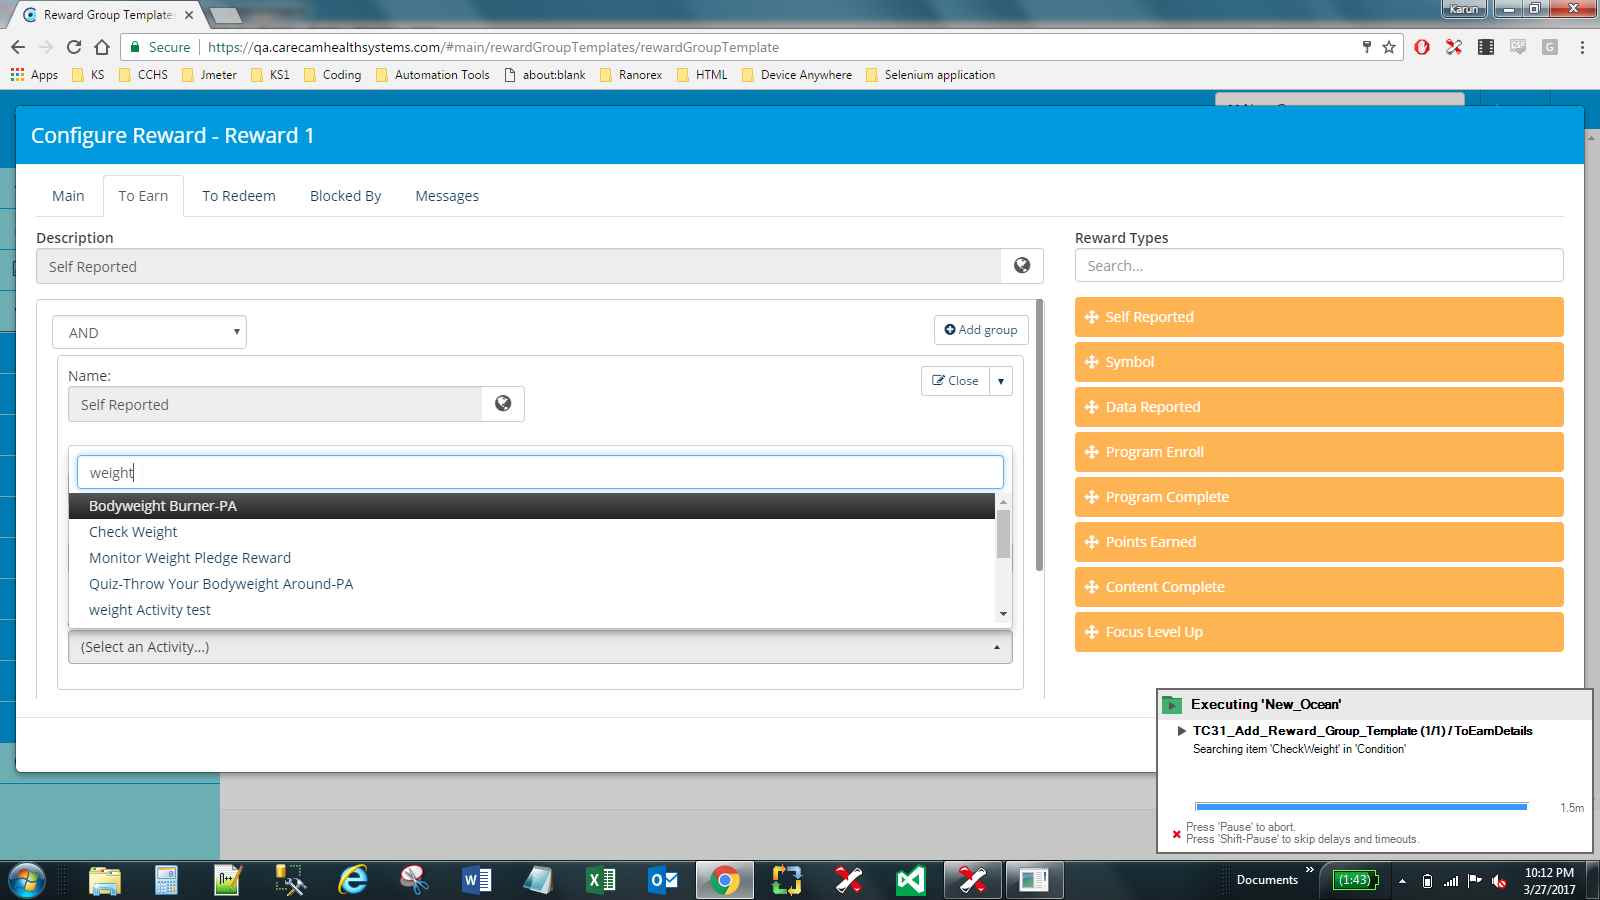 Reward Group Template
Karun
Secure
https://qa.carecamhealthsystems.com/#main/rewardGroupTemplates/rewardGroupTemplate
Apps
KS
CCHS
Jmeter
KS1
Coding
Automation Tools
about:blank
Ranorex
HTML
Device Anywhere
Selenium application
Configure Reward - Reward 1
Main
To Earn
To Redeem
Blocked By
Messages
Description
Self Reported
Reward Types
Search...
AND
Add group
Name:
Self Reported
Close
weight
Bodyweight Burner-PA
Check Weight
Monitor Weight Pledge Reward
Quiz-Throw Your Bodyweight Around-PA
weight Activity test
(Select an Activity...)
Self Reported
Symbol
Data Reported
Program Enroll
Program Complete
Points Earned
Content Complete
Focus Level Up
Executing 'New_Ocean'
TC31_Add_Reward_Group_Template (1/1) / ToEarnDetails
Searching item 'CheckWeight' in 'Condition'
1.5m
Press 'Pause' to abort.
Press 'Shift-Pause' to skip delays and timeouts.
Documents
(1:43)
10:12 PM
3/27/2017